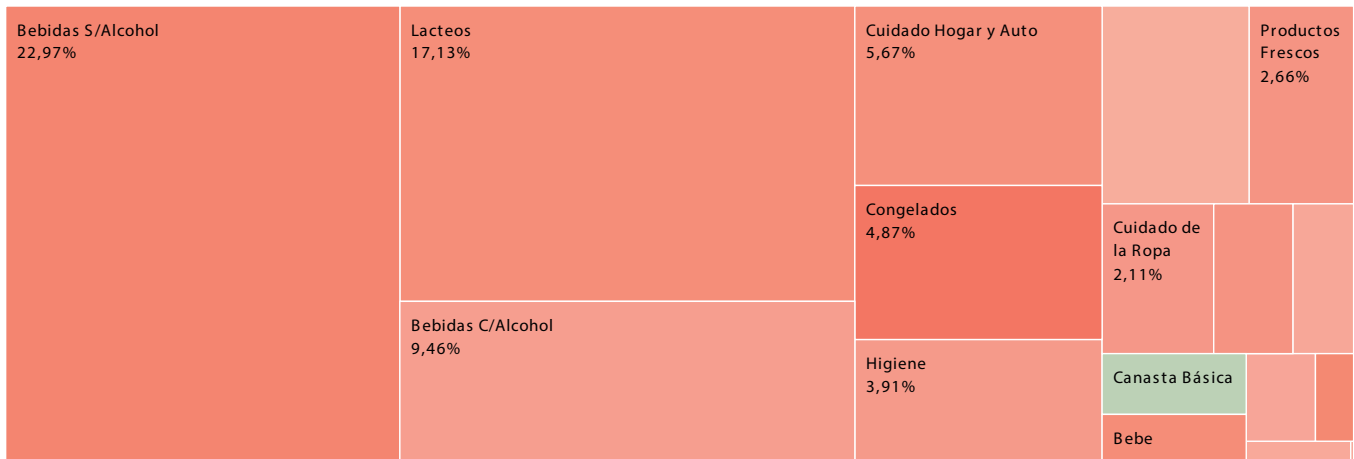 Bebidas S/Alcohol
22,97%
Lacteos
17,13%
Bebidas C/Alcohol
9,46%
Cuidado Hogar y Auto
5,67%
Congelados
4,87%
Higiene
3,91%
Productos
Frescos
2,66%
Cuidado de
la Ropa
2,11%
Canasta Básica
Bebe